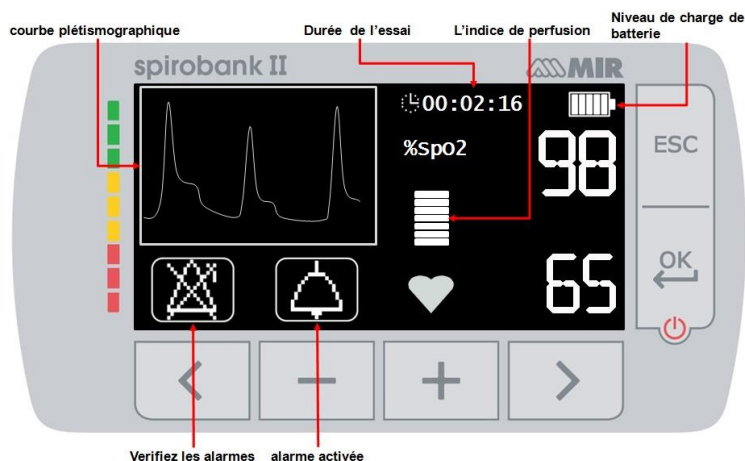 Niveau de charge de
batterie
courbe plétismographique
Durée de l'essai
L'indice de perfusion
spirobank II
MIR
00:02:16
%spo2
98
ESC
65
OK
Verifiez les alarmes
alarme activée